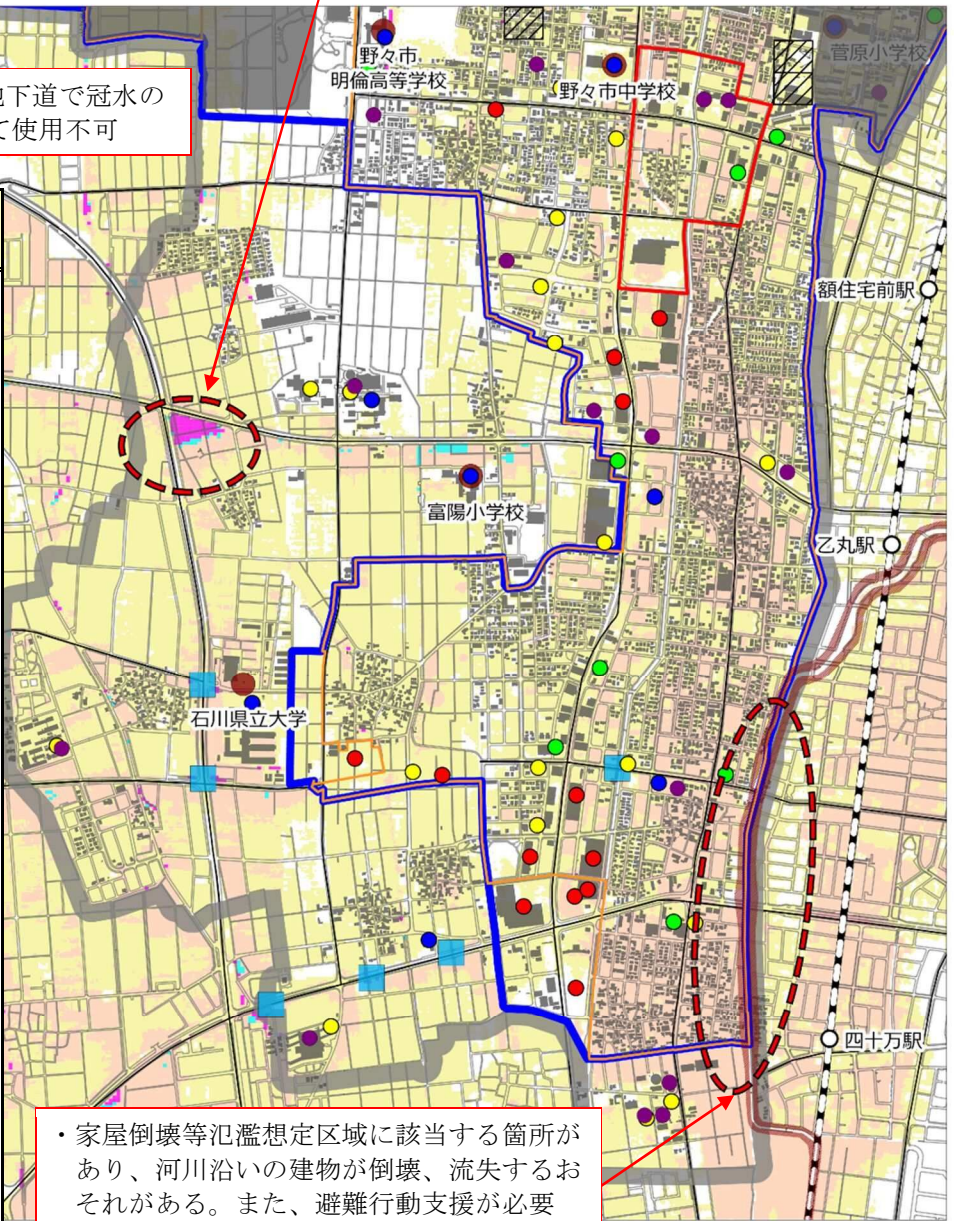 菅原小学校
野々市
明倫高等学校
野々市中学校
地下道で冠水の
て使用不可
額住宅前駅
富陽小学校
乙丸駅
石川県立大学
四十万駅
・家屋倒壊等氾濫想定区域に該当する箇所が
あり、河川沿いの建物が倒壊、流失するお
それがある。また、避難行動支援が必要